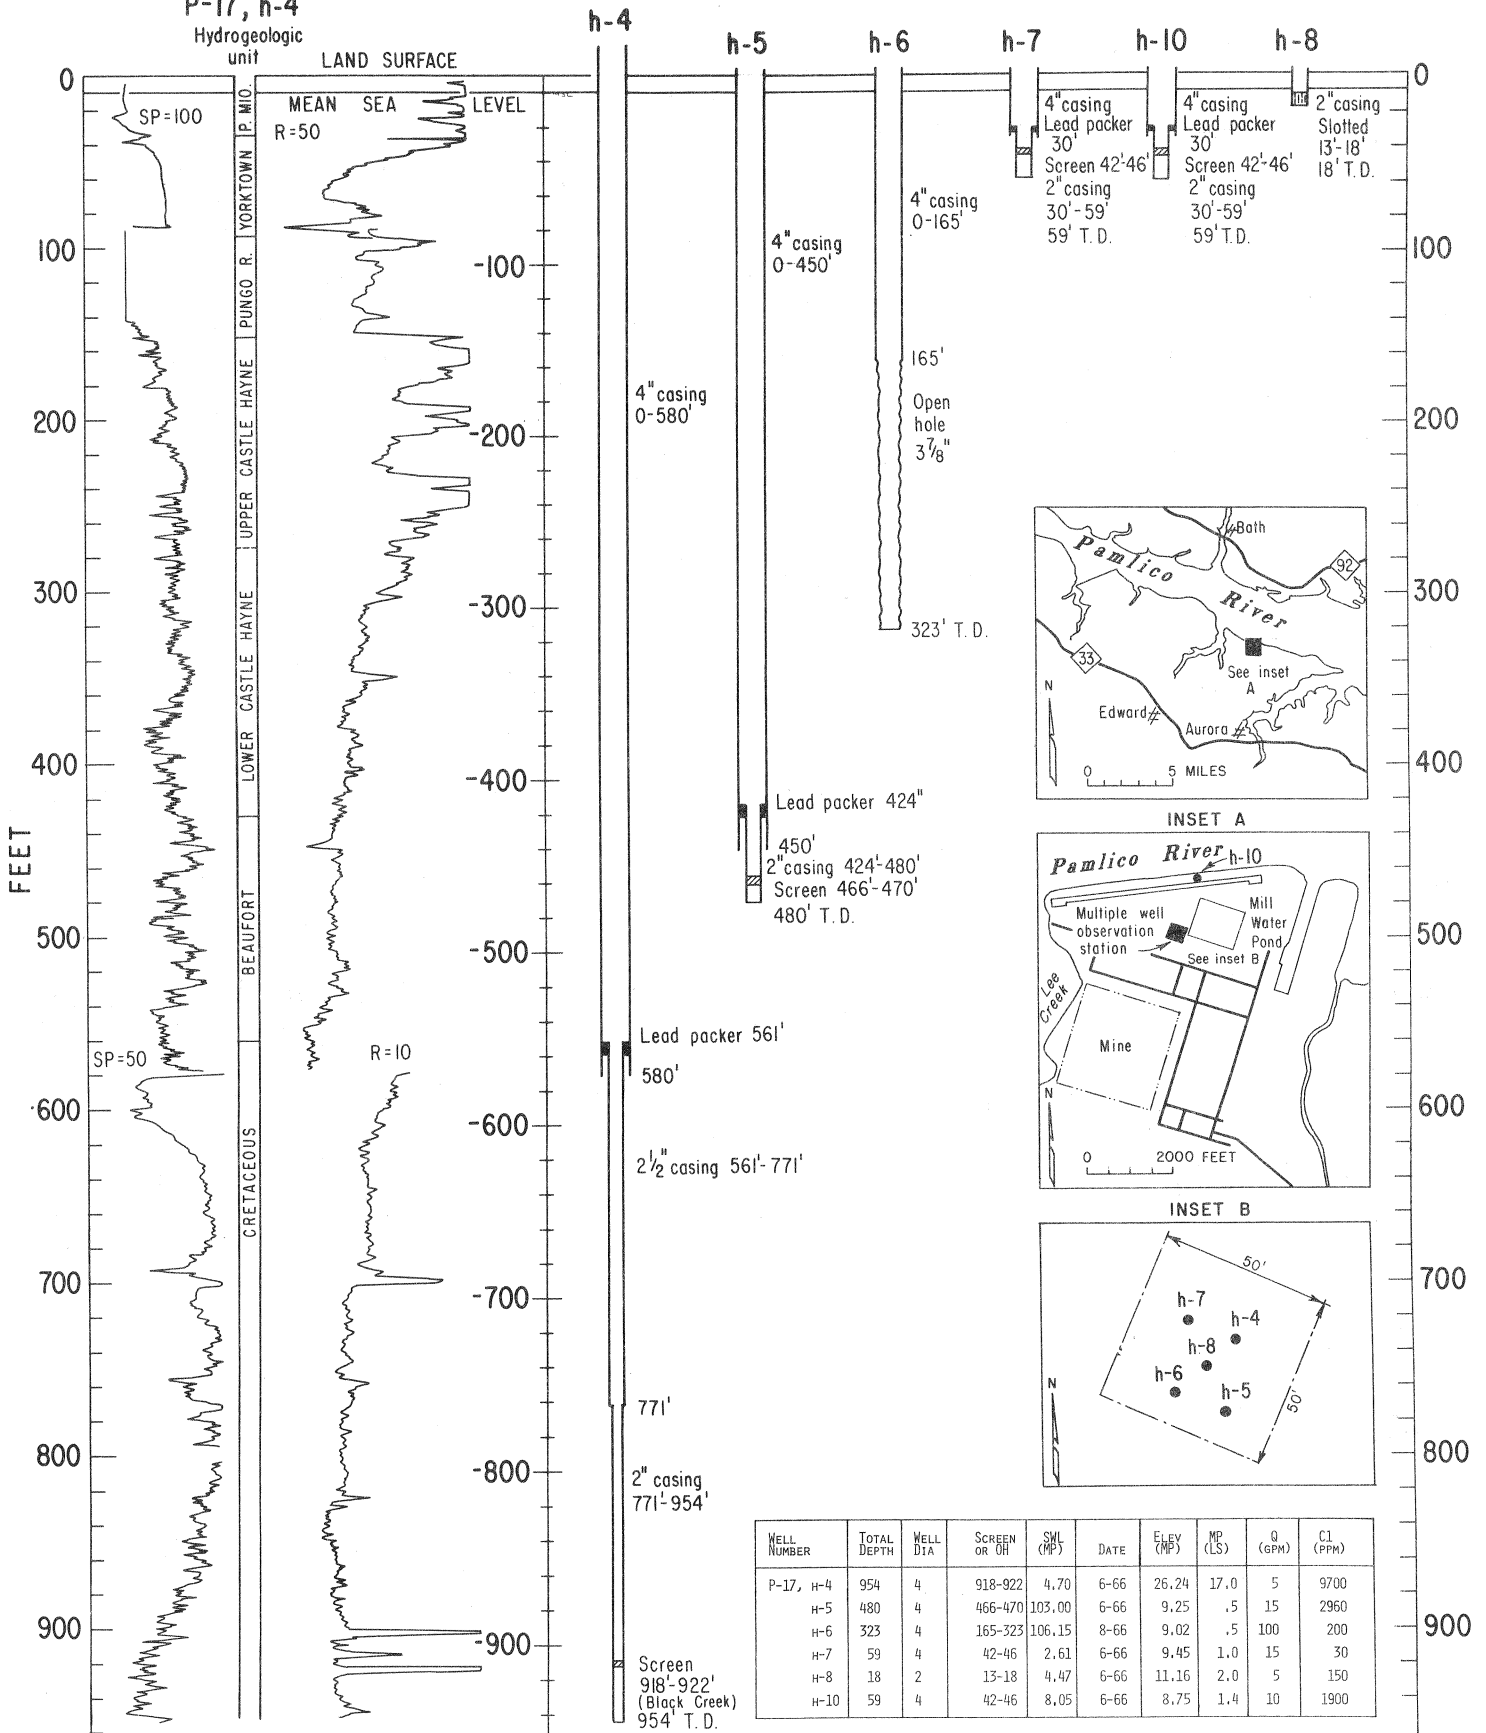 P-17, h-4
Hydrogeologic
unit
LAND SURFACE
MEAN SEA LEVEL
SP=100
R=50
P. MIO.
YORKTOWN
PUNGO R.
UPPER CASTLE HAYNE
LOWER CASTLE HAYNE
BEAUFORT
CRETACEOUS
SP=50
R=10
FEET
0
100
200
300
400
500
600
700
800
900
-100
-200
-300
-400
-500
-600
-700
-800
-900
h-4
4" casing
0-580'
Lead packer 561'
580'
2½" casing 561'-771'
771'
2" casing
771'-954'
Screen
918'-922'
(Black Creek)
954' T.D.
h-5
4" casing
0-450'
Lead packer 424"
450'
2" casing 424'-480'
Screen 466'-470'
480' T.D.
h-6
4" casing
0-165'
165'
Open
hole
3⅞"
323' T.D.
h-7
4" casing
Lead packer
30'
Screen 42'-46'
2" casing
30'-59'
59' T.D.
h-10
4" casing
Lead packer
30'
Screen 42'-46'
2" casing
30'-59'
59' T.D.
h-8
2" casing
Slotted
13'-18'
18' T.D.
0
100
200
300
400
500
600
700
800
900
Bath
Pamlico River
92
33
See inset
A
N
Edward
Aurora
0 5 MILES
INSET A
Pamlico River
h-10
Multiple well
observation
station
Mill
Water
Pond
See inset B
Lee
Creek
Mine
N
0 2000 FEET
INSET B
50'
50'
h-7
h-4
h-8
h-6
h-5
N
WELL NUMBER TOTAL DEPTH WELL DIA SCREEN OR OH SWL (MP) DATE ELEV (MP) MP (LS) Q (GPM) Cl (PPM)
P-17, H-4 954 4 918-922 4.70 6-66 26.24 17.0 5 9700
H-5 480 4 466-470 103.00 6-66 9.25 .5 15 2960
H-6 323 4 165-323 106.15 8-66 9.02 .5 100 200
H-7 59 4 42-46 2.61 6-66 9.45 1.0 15 30
H-8 18 2 13-18 4.47 6-66 11.16 2.0 5 150
H-10 59 4 42-46 8.05 6-66 8.75 1.4 10 1900